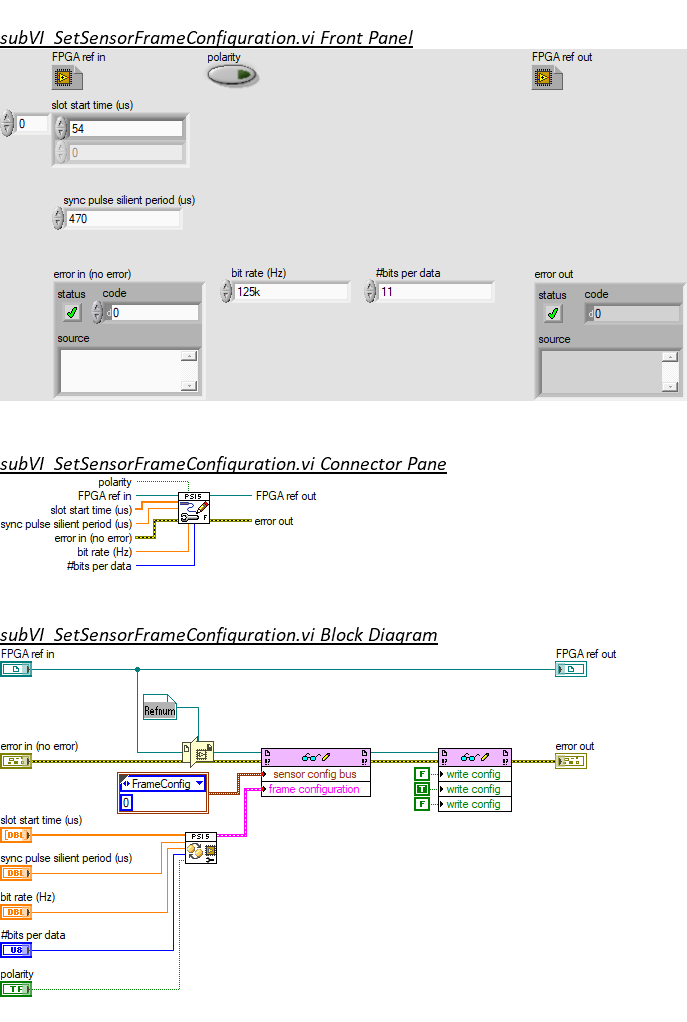 subVI_SetSensorFrameConfiguration.vi Front Panel
FPGA ref in
polarity
FPGA ref out
slot start time (us)
0
54
0
sync pulse silient period (us)
470
error in (no error)
bit rate (Hz)
#bits per data
error out
status
code
125k
11
status
code
d0
d0
source
source
subVI_SetSensorFrameConfiguration.vi Connector Pane
polarity
FPGA ref in
PSI5
FPGA ref out
slot start time (us)
sync pulse silient period (us)
F
error out
error in (no error)
bit rate (Hz)
#bits per data
subVI_SetSensorFrameConfiguration.vi Block Diagram
FPGA ref in
FPGA ref out
Refnum
error in (no error)
error out
sensor config bus
F
write config
FrameConfig
frame configuration
T
write config
0
F
write config
slot start time (us)
DBL
PSI5
sync pulse silient period (us)
DBL
bit rate (Hz)
DBL
#bits per data
U8
polarity
TF